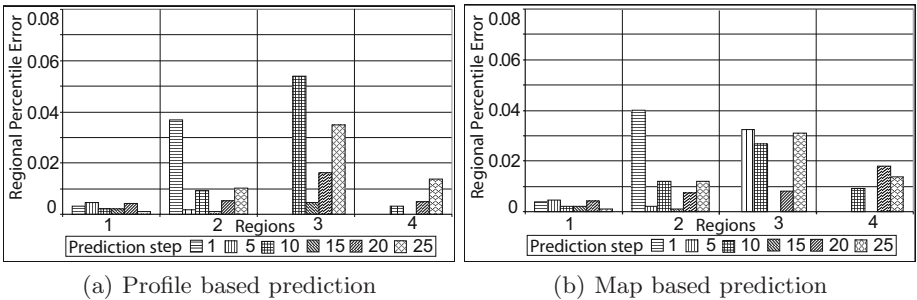 0.08
0.06
0.04
0.02
0
Regional Percentile Error
1 2 3 4
Regions
Prediction step 1 5 10 15 20 25
(a) Profile based prediction
0.08
0.06
0.04
0.02
0
Regional Percentile Error
1 2 3 4
Regions
Prediction step 1 5 10 15 20 25
(b) Map based prediction